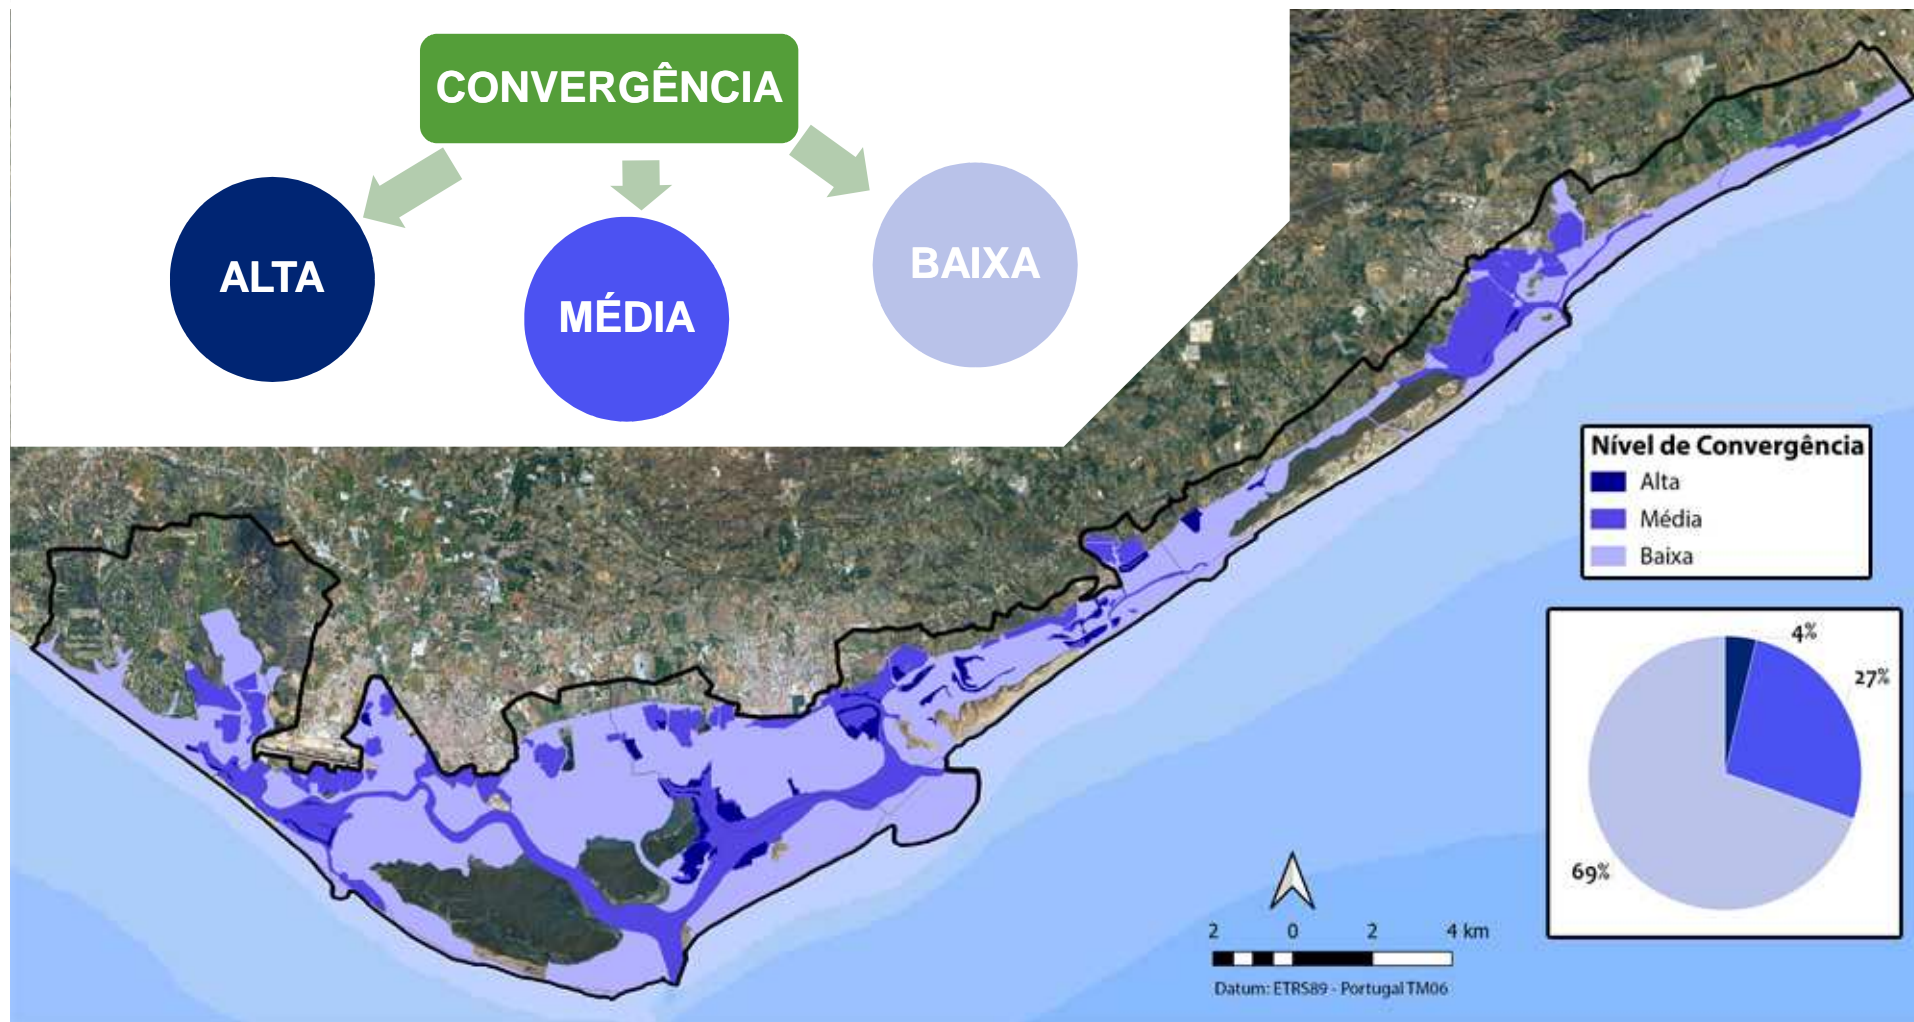 CONVERGÊNCIA
ALTA
MÉDIA
BAIXA
Nível de Convergência
Alta
Média
Baixa
4%
27%
69%
2 0 2 4 km
Datum: ETRS89 - Portugal TM06